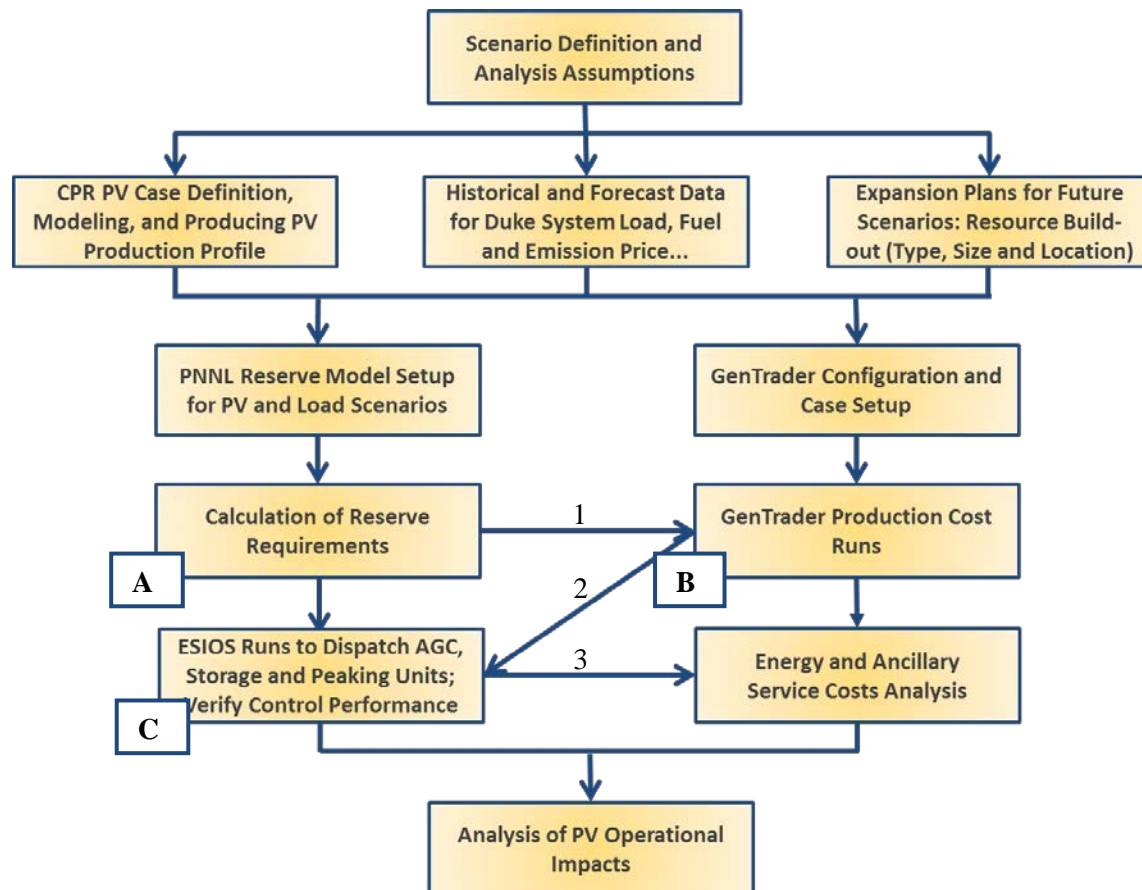 Scenario Definition and
Analysis Assumptions
CPR PV Case Definition,
Modeling, and Producing PV
Production Profile
Historical and Forecast Data
for Duke System Load, Fuel
and Emission Price...
Expansion Plans for Future
Scenarios: Resource Build-
out (Type, Size and Location)
PNNL Reserve Model Setup
for PV and Load Scenarios
GenTrader Configuration and
Case Setup
Calculation of Reserve
Requirements
A
1
GenTrader Production Cost
Runs
B
2
ESIOS Runs to Dispatch AGC,
Storage and Peaking Units;
Verify Control Performance
C
3
Energy and Ancillary
Service Costs Analysis
Analysis of PV Operational
Impacts